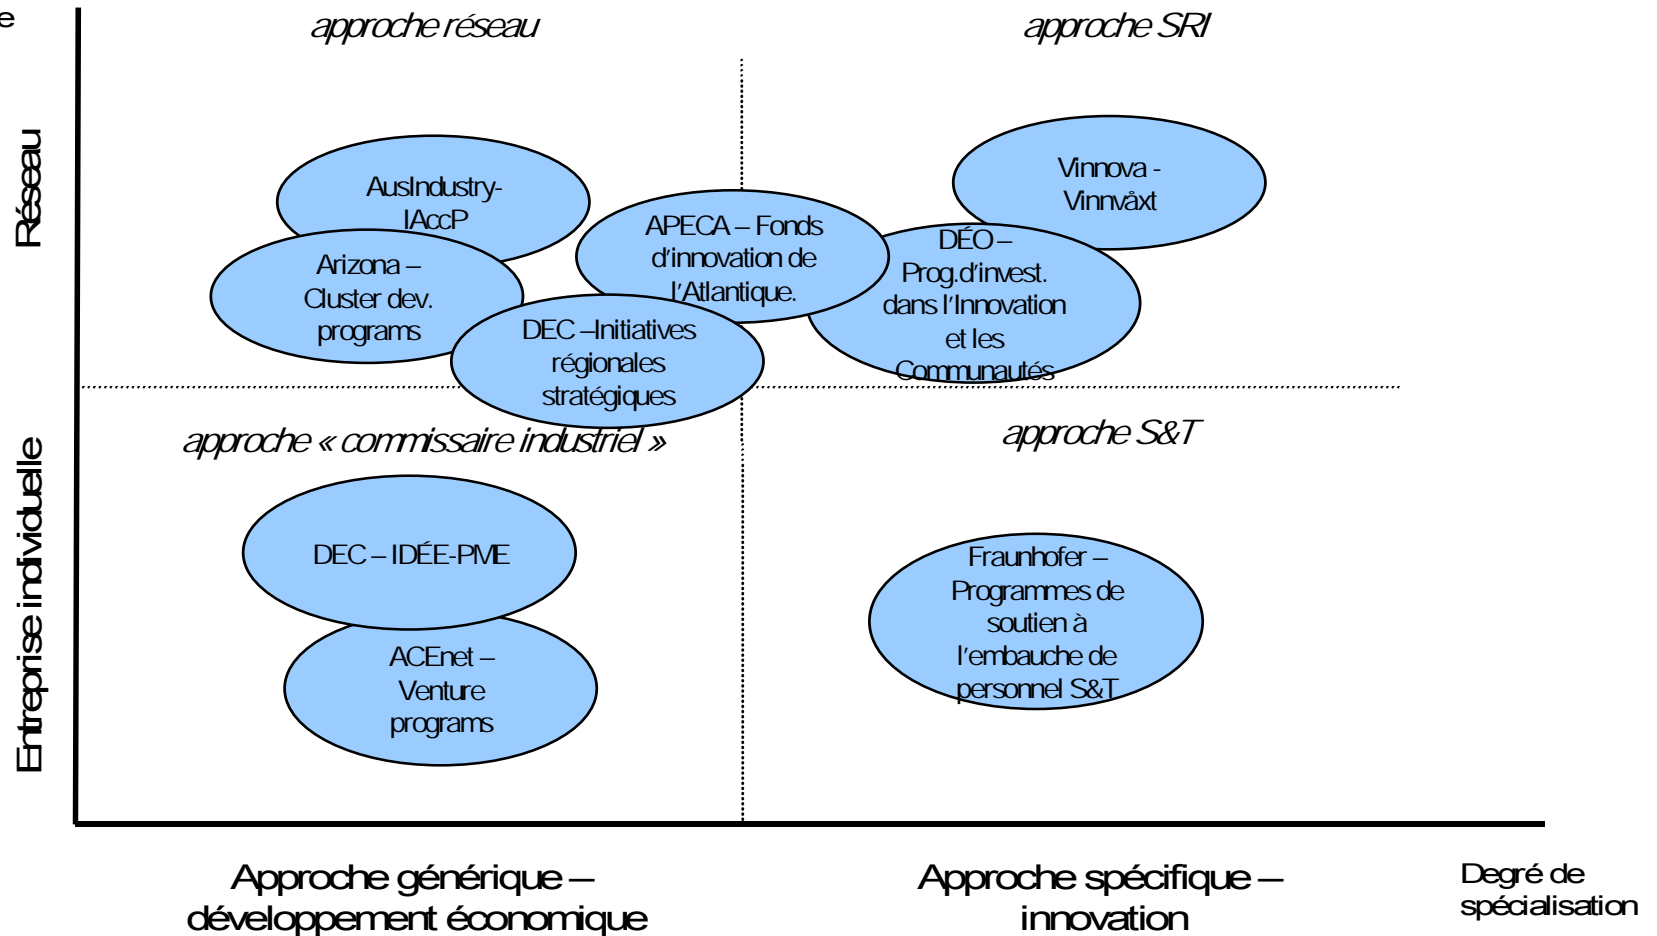 approche réseau
approche SRI
Réseau
AusIndustry-
IAccP
Vinnova -
Vinnvåxt
APECA – Fonds
d'innovation de
l'Atlantique.
DÉO –
Prog.d'invest.
dans l'Innovation
et les
Communautés
Arizona –
Cluster dev.
programs
DEC –Initiatives
régionales
stratégiques
approche « commissaire industriel »
approche S&T
Entreprise individuelle
DEC – IDÉE-PME
ACEnet –
Venture
programs
Fraunhofer –
Programmes de
soutien à
l'embauche de
personnel S&T
Approche générique –
développement économique
Approche spécifique –
innovation
Degré de
spécialisation